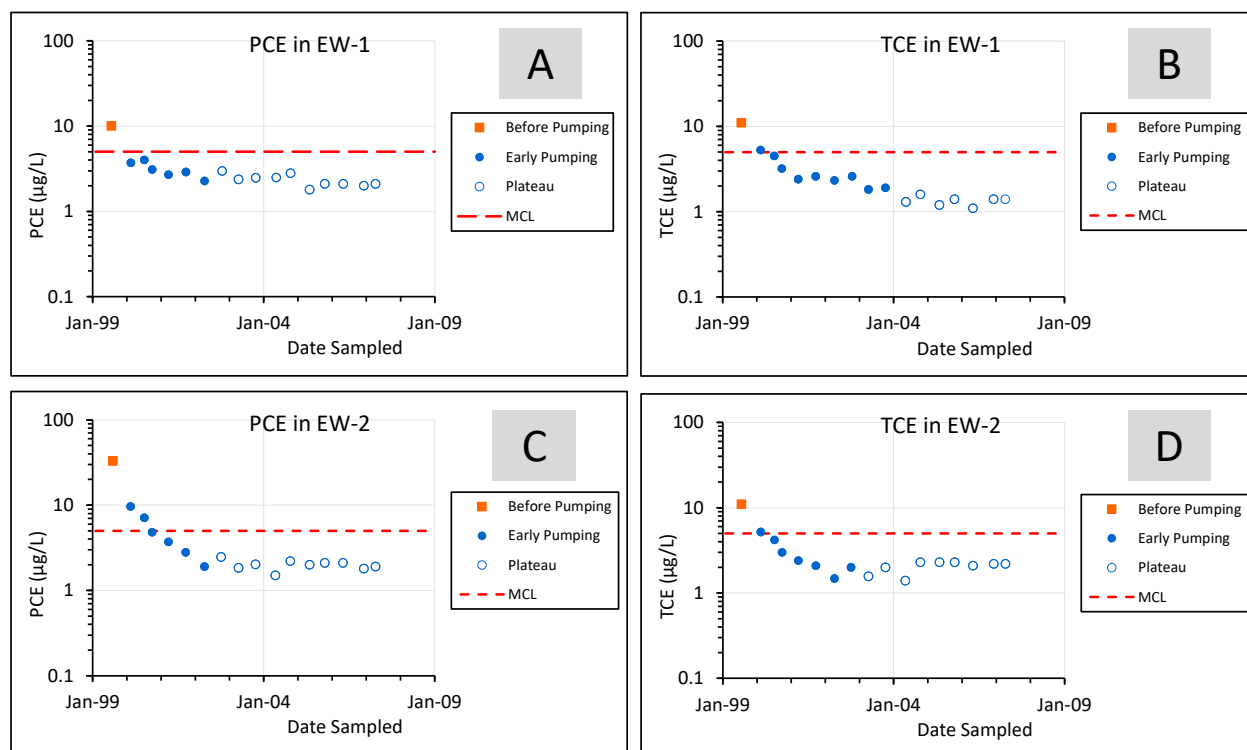 PCE in EW-1
A
100
10
1
0.1
PCE (µg/L)
Jan-99
Jan-04
Jan-09
Date Sampled
Before Pumping
Early Pumping
Plateau
MCL
TCE in EW-1
B
100
10
1
0.1
TCE (µg/L)
Jan-99
Jan-04
Jan-09
Date Sampled
Before Pumping
Early Pumping
Plateau
MCL
PCE in EW-2
C
100
10
1
0.1
PCE (µg/L)
Jan-99
Jan-04
Jan-09
Date Sampled
Before Pumping
Early Pumping
Plateau
MCL
TCE in EW-2
D
100
10
1
0.1
TCE (µg/L)
Jan-99
Jan-04
Jan-09
Date Sampled
Before Pumping
Early Pumping
Plateau
MCL